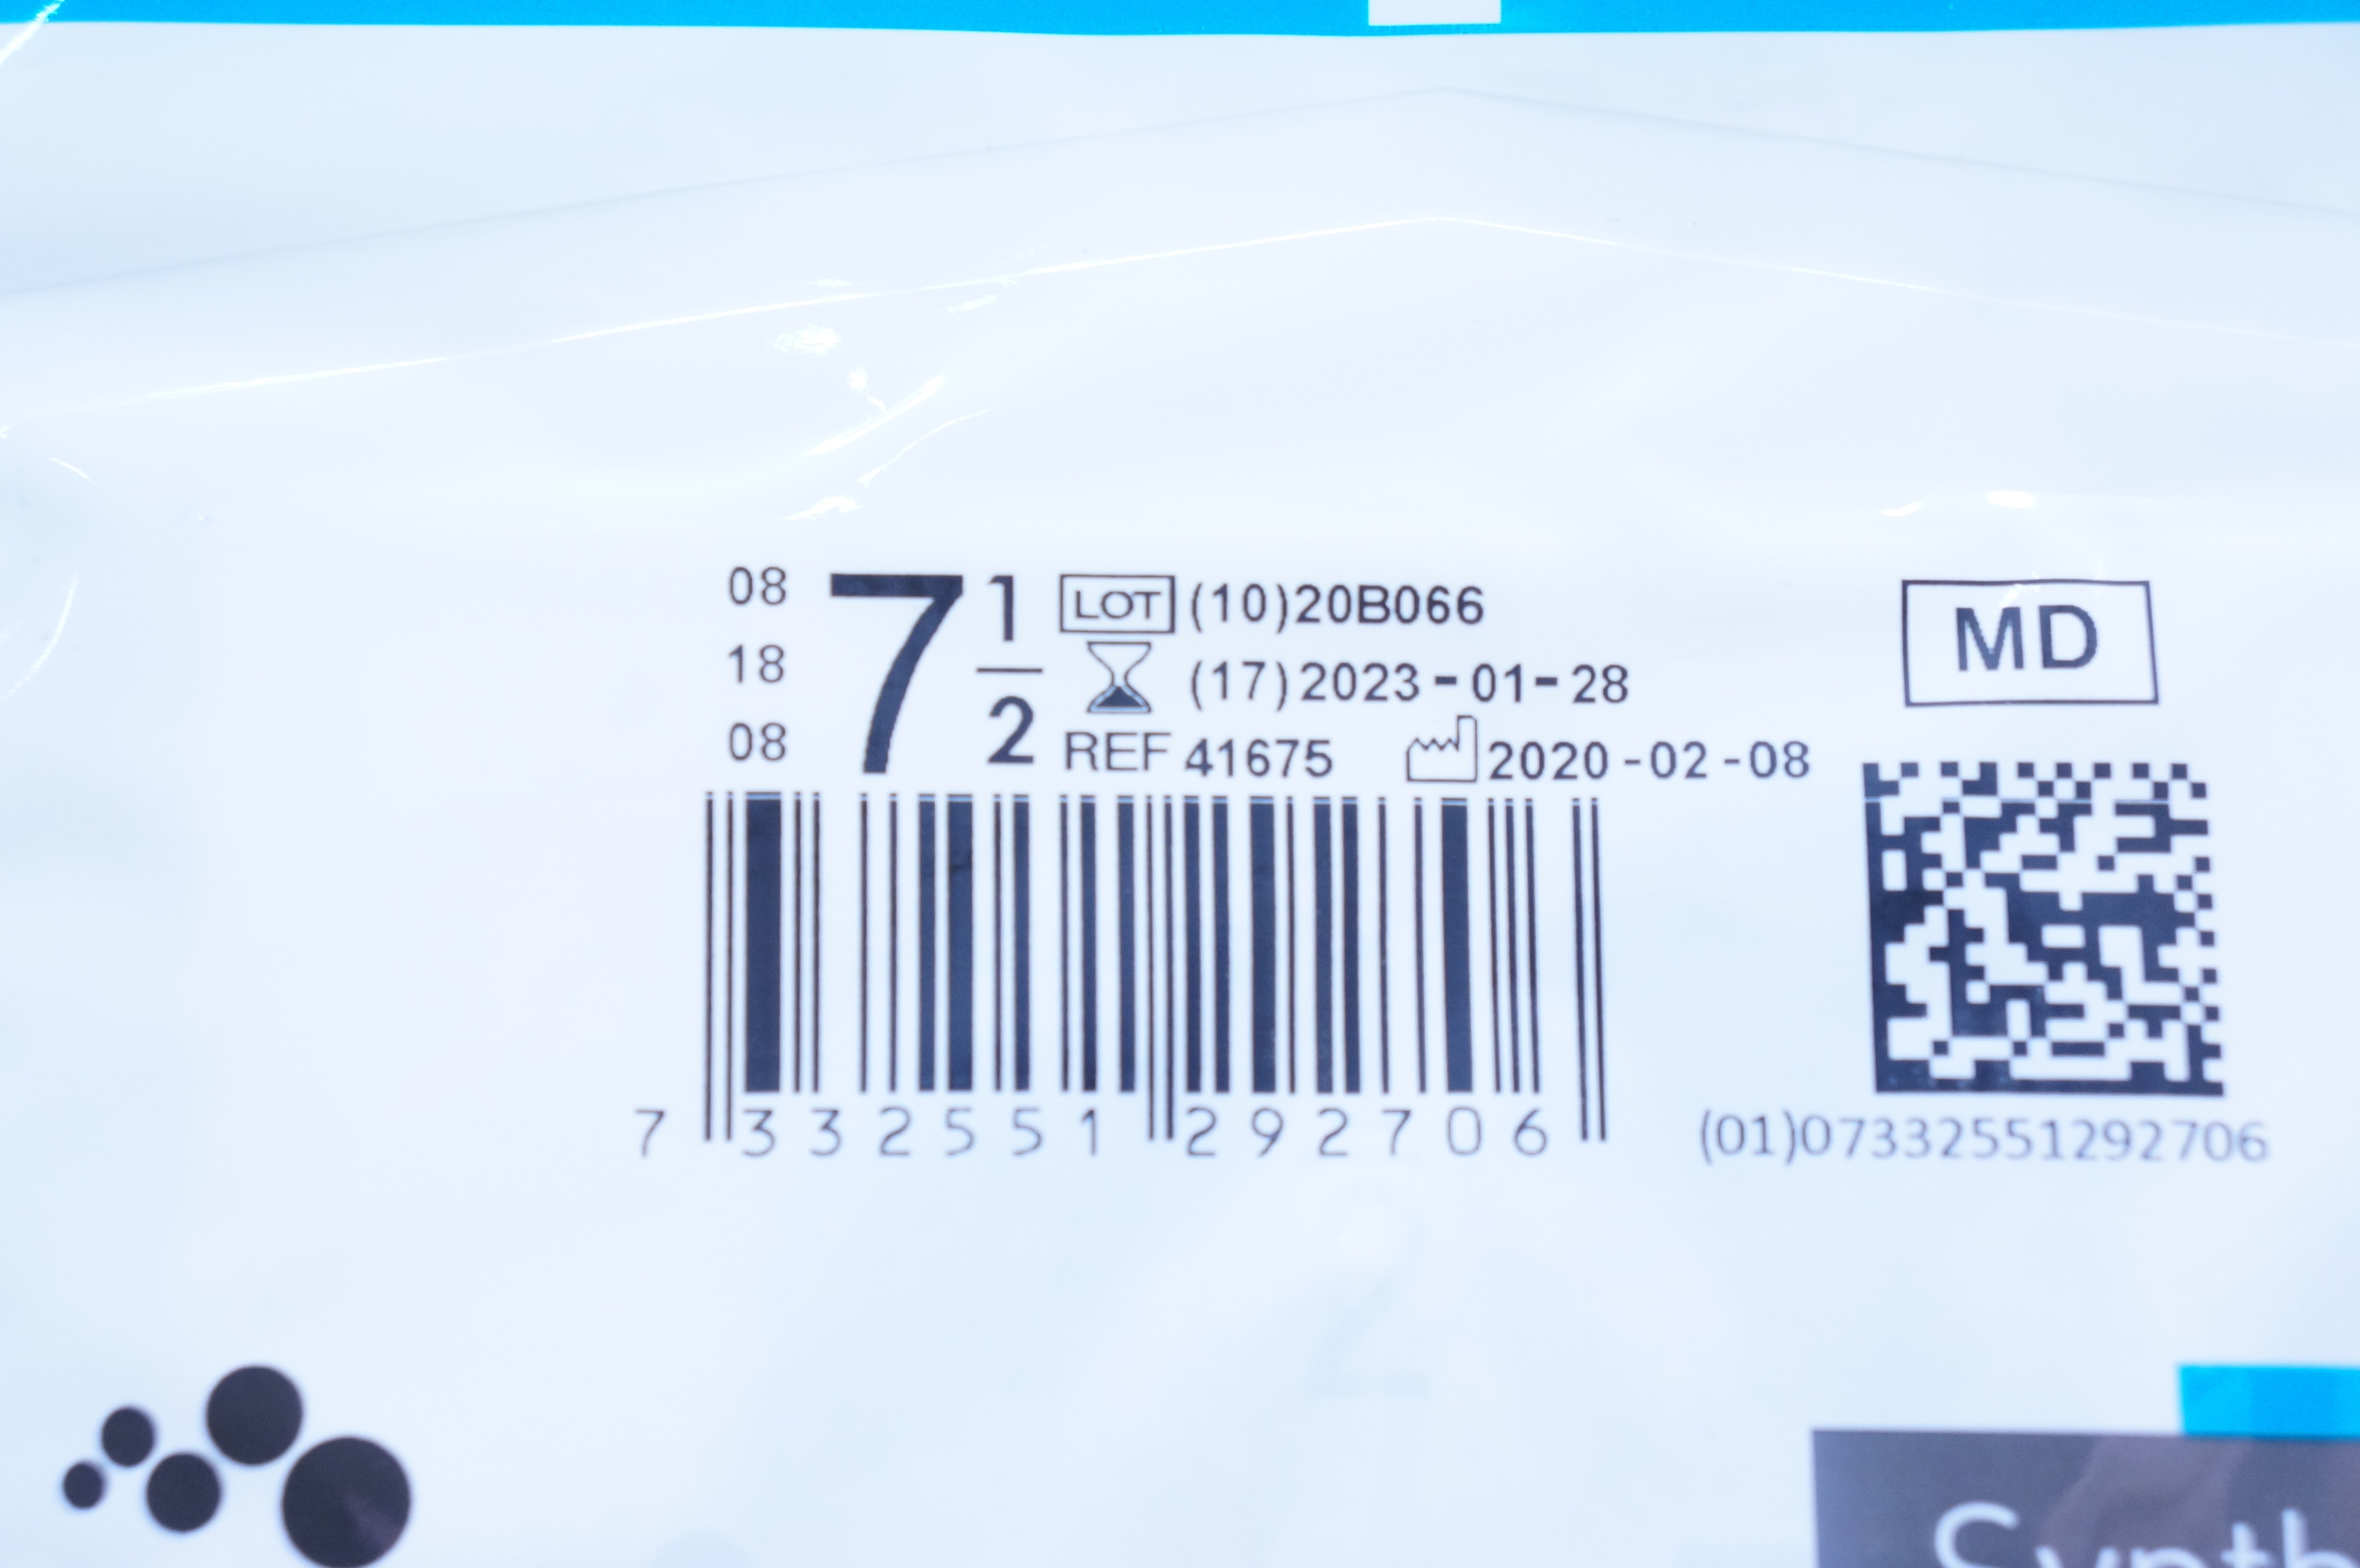 08
18
08
7 1/2
LOT (10)20B066
(17)2023-01-28
REF 41675 2020-02-08
MD
7 332551 292706
(01)07332551292706